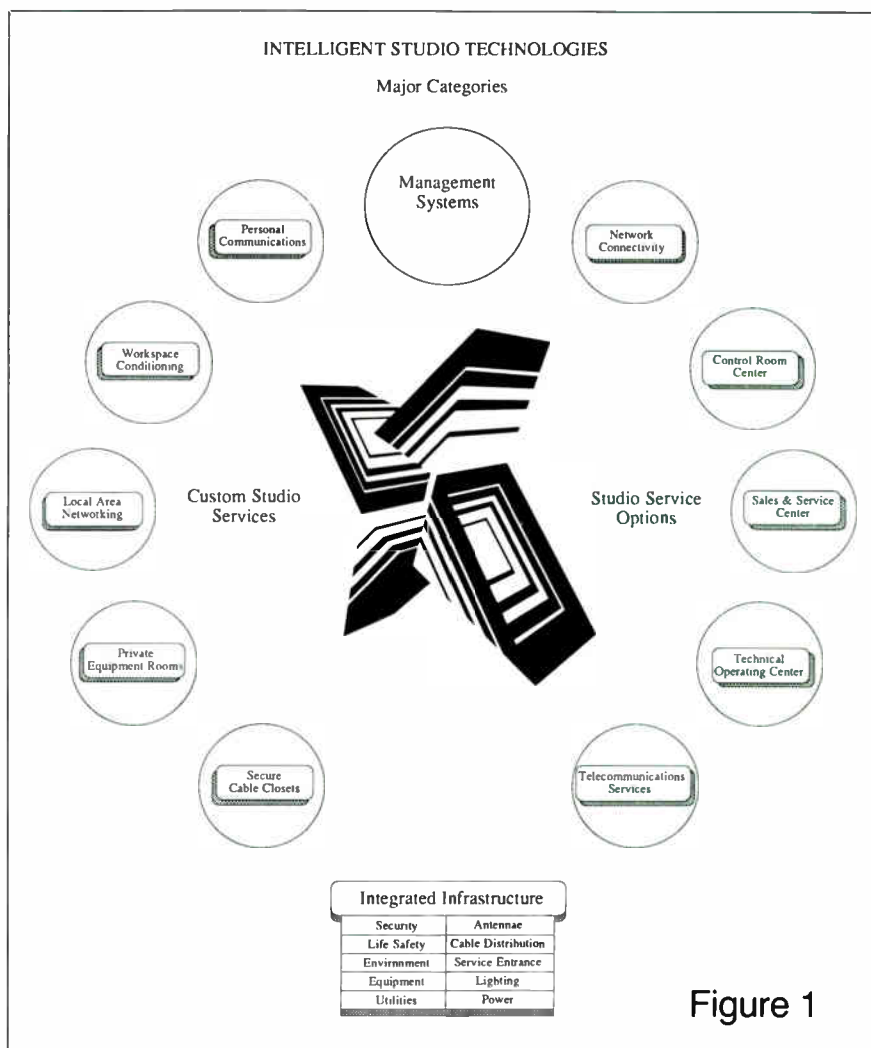 INTELLIGENT STUDIO TECHNOLOGIES
Major Categories
Management
Systems
Personal
Communications
Network
Connectivity
Workspace
Conditioning
Control Room
Center
Local Area
Networking
Custom Studio
Services
Studio Service
Options
Sales & Service
Center
Private
Equipment Rooms
Technical
Operating Center
Secure
Cable Closets
Telecommunications
Services
Integrated Infrastructure
Security Antennae
Life Safety Cable Distribution
Envirnment Service Entrance
Equipment Lighting
Utilities Power
Figure 1